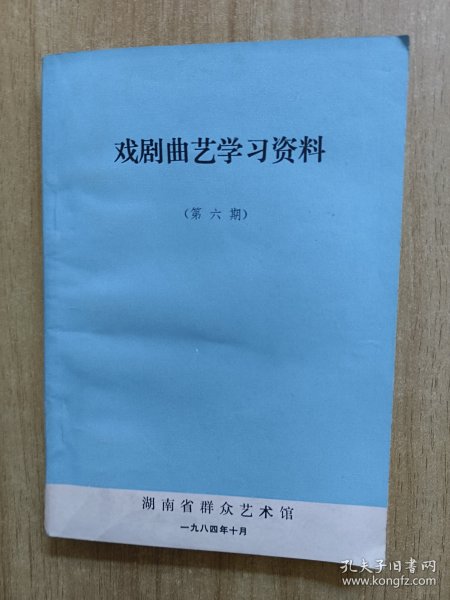 戏剧曲艺学习资料
（第六期）
湖南省群众艺术馆
一九八四年十月
孔夫子旧书网
www.kongfz.com